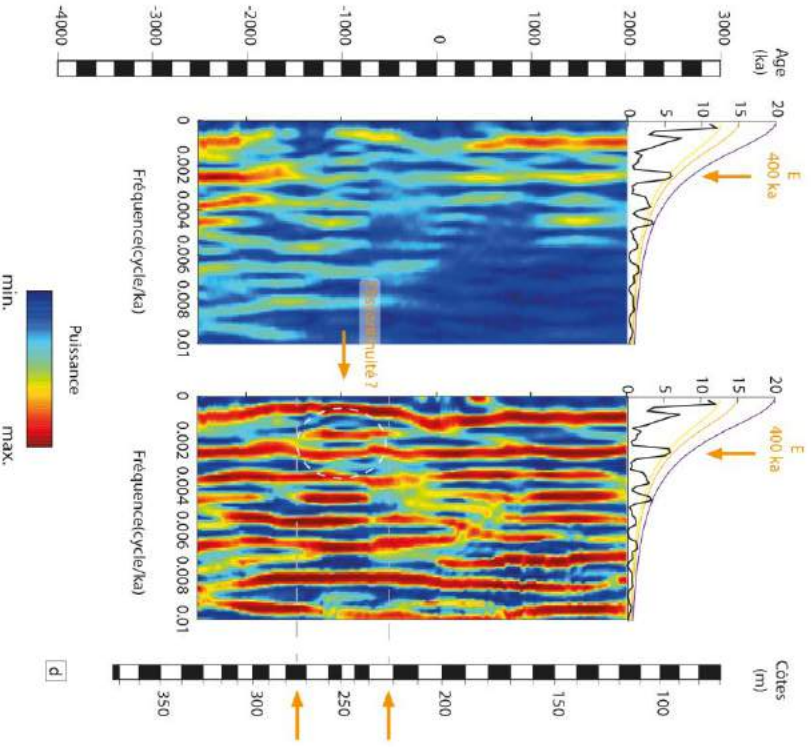 Côtes
(m)
100
150
200
250
300
350
d
E
400 ka
0
5
10
15
20
0
0.002
0.004
0.006
0.008
0.01
Fréquence(cycle/ka)
?
E
400 ka
0
5
10
15
20
0
0.002
0.004
0.006
0.008
0.01
Fréquence(cycle/ka)
Age
(ka)
3000
2000
1000
0
-1000
-2000
-3000
-4000
Puissance
min.
max.